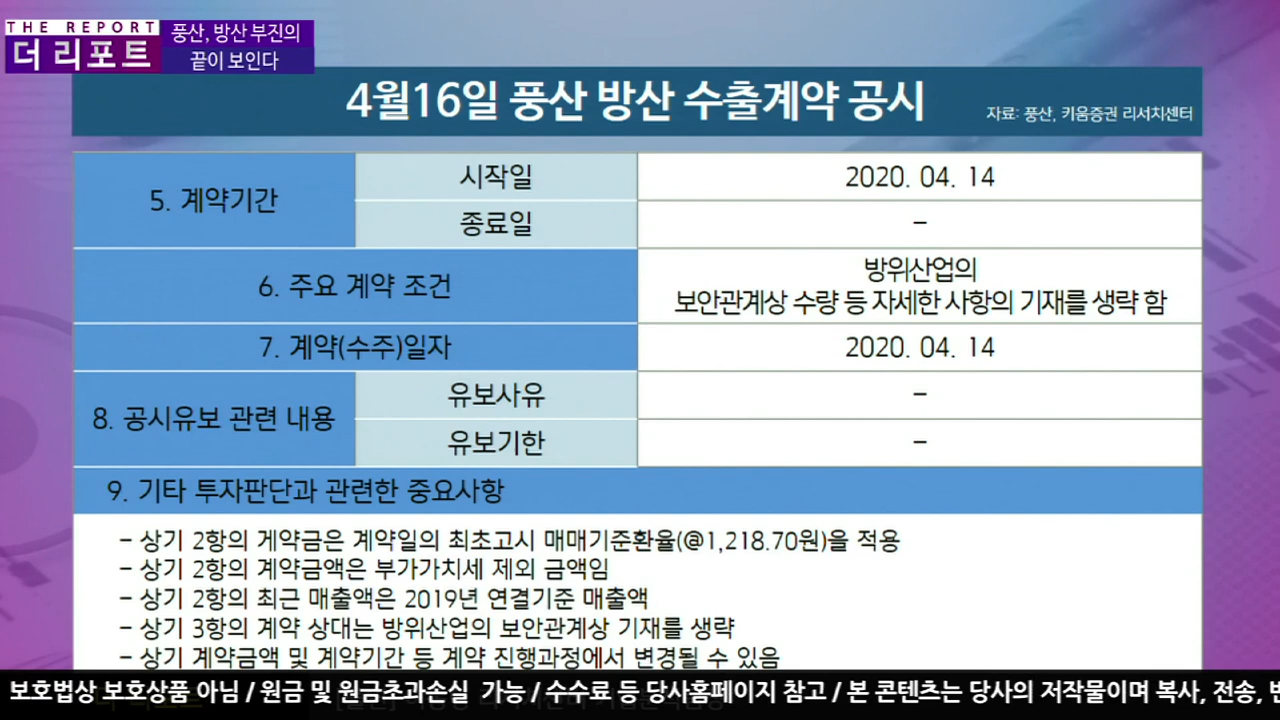 THE REPORT
더 리포트
풍산, 방산 부진의
끝이 보인다
4월16일 풍산 방산 수출계약 공시
자료: 풍산, 키움증권 리서치센터
5. 계약기간
시작일
2020. 04. 14
종료일
-
6. 주요 계약 조건
방위산업의
보안관계상 수량 등 자세한 사항의 기재를 생략 함
7. 계약(수주)일자
2020. 04. 14
8. 공시유보 관련 내용
유보사유
-
유보기한
-
9. 기타 투자판단과 관련한 중요사항
- 상기 2항의 게약금은 계약일의 최초고시 매매기준환율(@1,218.70원)을 적용
- 상기 2항의 계약금액은 부가가치세 제외 금액임
- 상기 2항의 최근 매출액은 2019년 연결기준 매출액
- 상기 3항의 계약 상대는 방위산업의 보안관계상 기재를 생략
- 상기 계약금액 및 계약기간 등 계약 진행과정에서 변경될 수 있음
보호법상 보호상품 아님 / 원금 및 원금초과손실 가능 / 수수료 등 당사홈페이지 참고 / 본 콘텐츠는 당사의 저작물이며 복사, 전송,